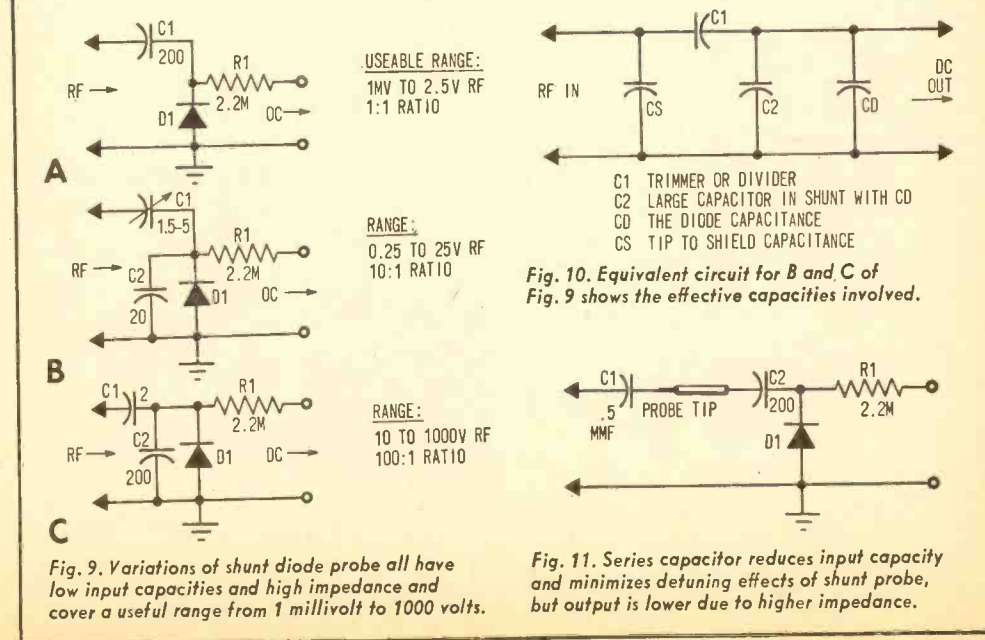 C1
200
R1
2.2M
RF
D1
OC
A
USEABLE RANGE:
1MV TO 2.5V RF
1:1 RATIO
C1
1.5-5
R1
2.2M
RF
C2
20
D1
OC
B
RANGE:
0.25 TO 25V RF
10:1 RATIO
C1
2
R1
2.2M
RF
C2
200
D1
DC
C
RANGE:
10 TO 1000V RF
100:1 RATIO
Fig. 9. Variations of shunt diode probe all have
low input capacities and high impedance and
cover a useful range from 1 millivolt to 1000 volts.
C1
RF IN
CS
C2
CD
DC
OUT
C1 TRIMMER OR DIVIDER
C2 LARGE CAPACITOR IN SHUNT WITH CD
CD THE DIODE CAPACITANCE
CS TIP TO SHIELD CAPACITANCE
Fig. 10. Equivalent circuit for B and C of
Fig. 9 shows the effective capacities involved.
C1
.5
MMF
PROBE TIP
C2
200
D1
R1
2.2M
Fig. 11. Series capacitor reduces input capacity
and minimizes detuning effects of shunt probe,
but output is lower due to higher impedance.